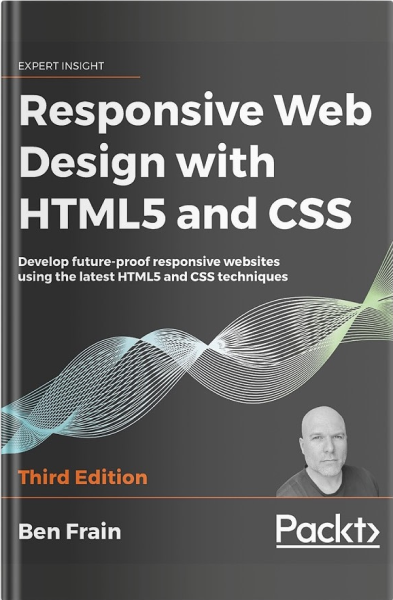 EXPERT INSIGHT
Responsive Web
Design with
HTML5 and CSS
Develop future-proof responsive websites
using the latest HTML5 and CSS techniques
Third Edition
Ben Frain
Packt>